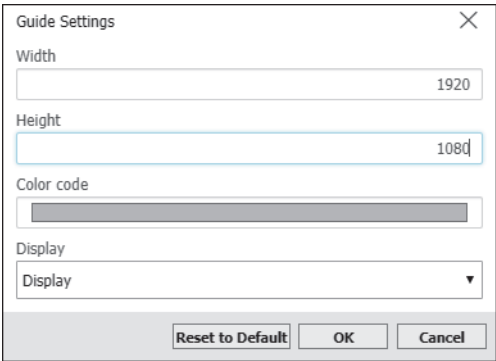 Guide Settings
Width
1920
Height
1080
Color code
Display
Display
Reset to Default OK Cancel